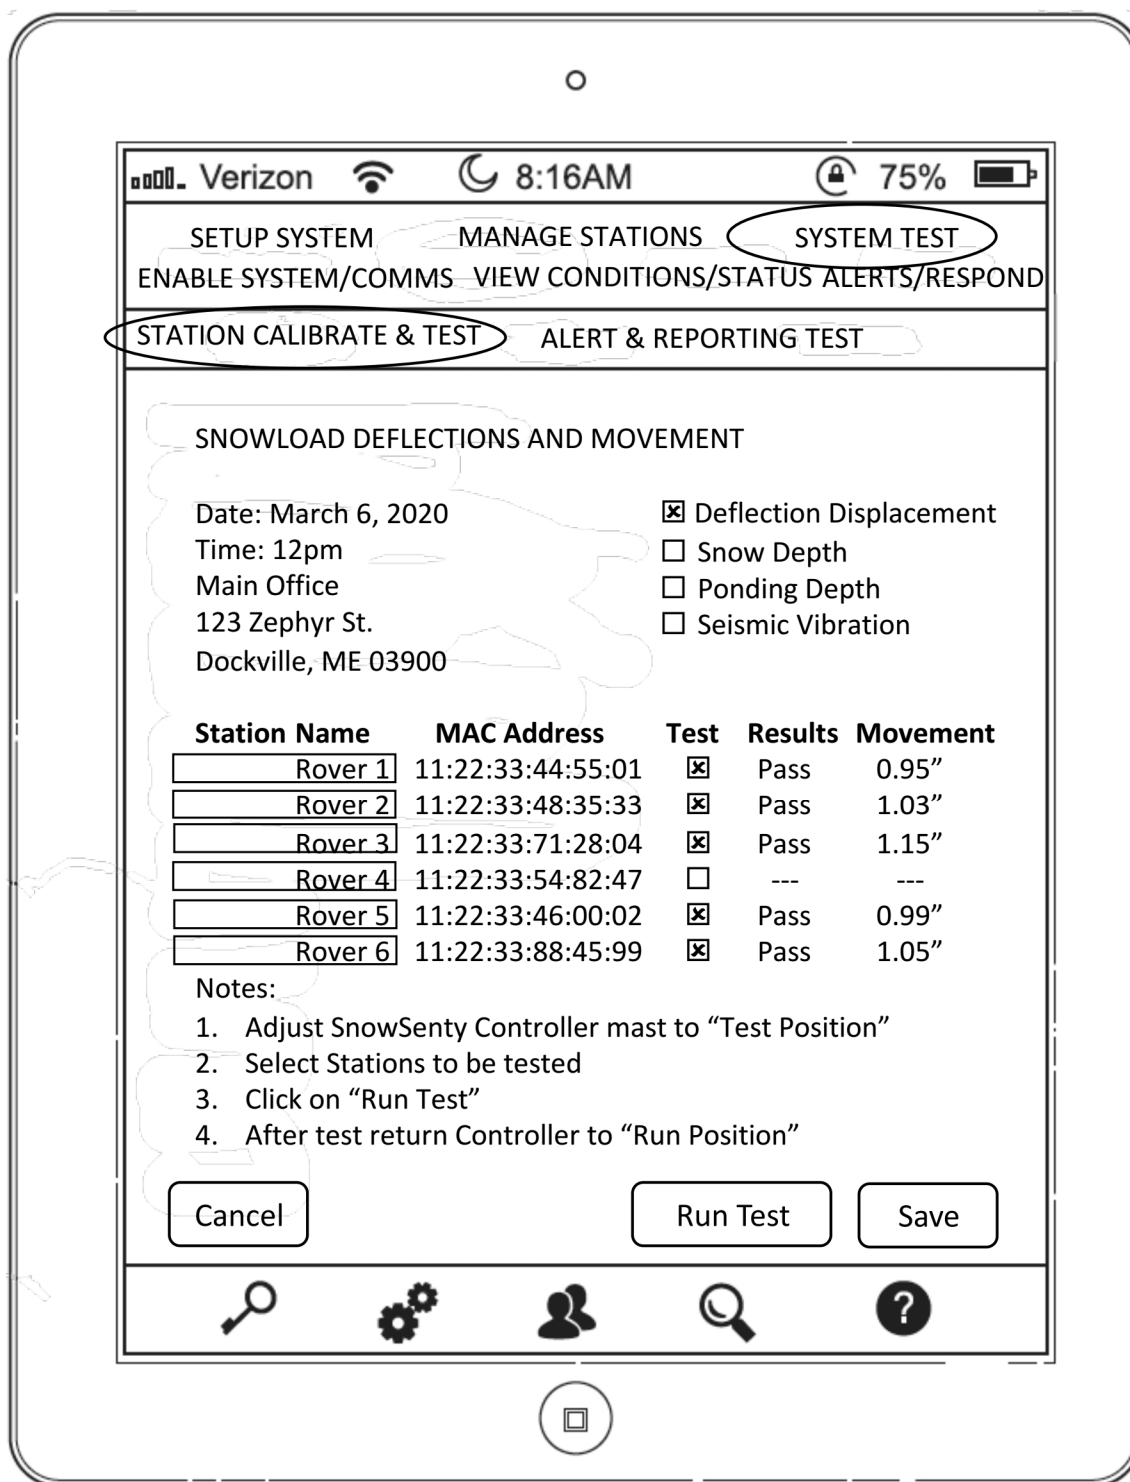 Verizon 8:16AM 75%
SETUP SYSTEM MANAGE STATIONS SYSTEM TEST
ENABLE SYSTEM/COMMS VIEW CONDITIONS/STATUS ALERTS/RESPOND
STATION CALIBRATE & TEST ALERT & REPORTING TEST
SNOWLOAD DEFLECTIONS AND MOVEMENT
Date: March 6, 2020
Time: 12pm
Main Office
123 Zephyr St.
Dockville, ME 03900
☒ Deflection Displacement
☐ Snow Depth
☐ Ponding Depth
☐ Seismic Vibration
Station Name MAC Address Test Results Movement
Rover 1 11:22:33:44:55:01 ☒ Pass 0.95”
Rover 2 11:22:33:48:35:33 ☒ Pass 1.03”
Rover 3 11:22:33:71:28:04 ☒ Pass 1.15”
Rover 4 11:22:33:54:82:47 ☐ --- ---
Rover 5 11:22:33:46:00:02 ☒ Pass 0.99”
Rover 6 11:22:33:88:45:99 ☒ Pass 1.05”
Notes:
1. Adjust SnowSenty Controller mast to “Test Position”
2. Select Stations to be tested
3. Click on “Run Test”
4. After test return Controller to “Run Position”
Cancel Run Test Save
?